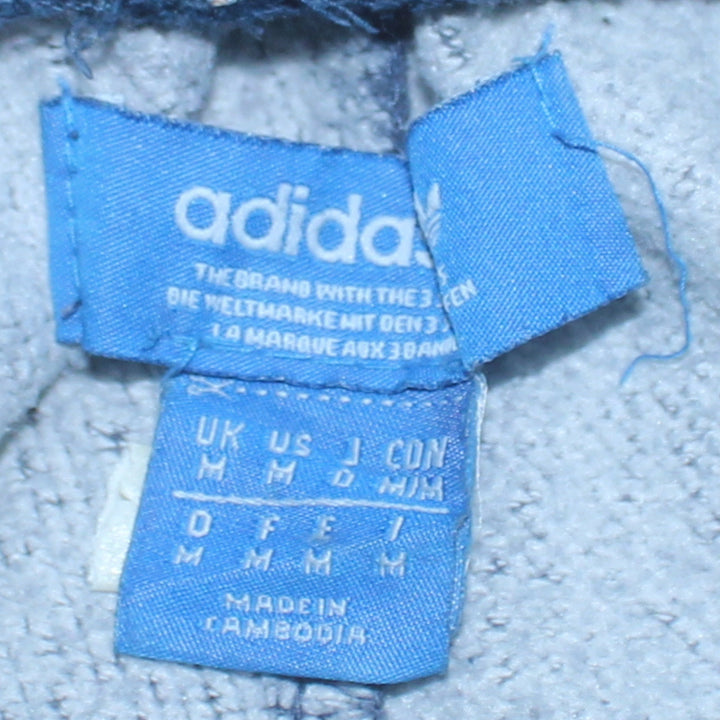 adidas
THE BRAND WITH THE 3
DIE WELTMARKE MIT DEN 3
LA MARQUE AUX 3 BAN
UK US J CON
M M O M/M
D F E I
M M M M
MADE IN
CAMBODIA